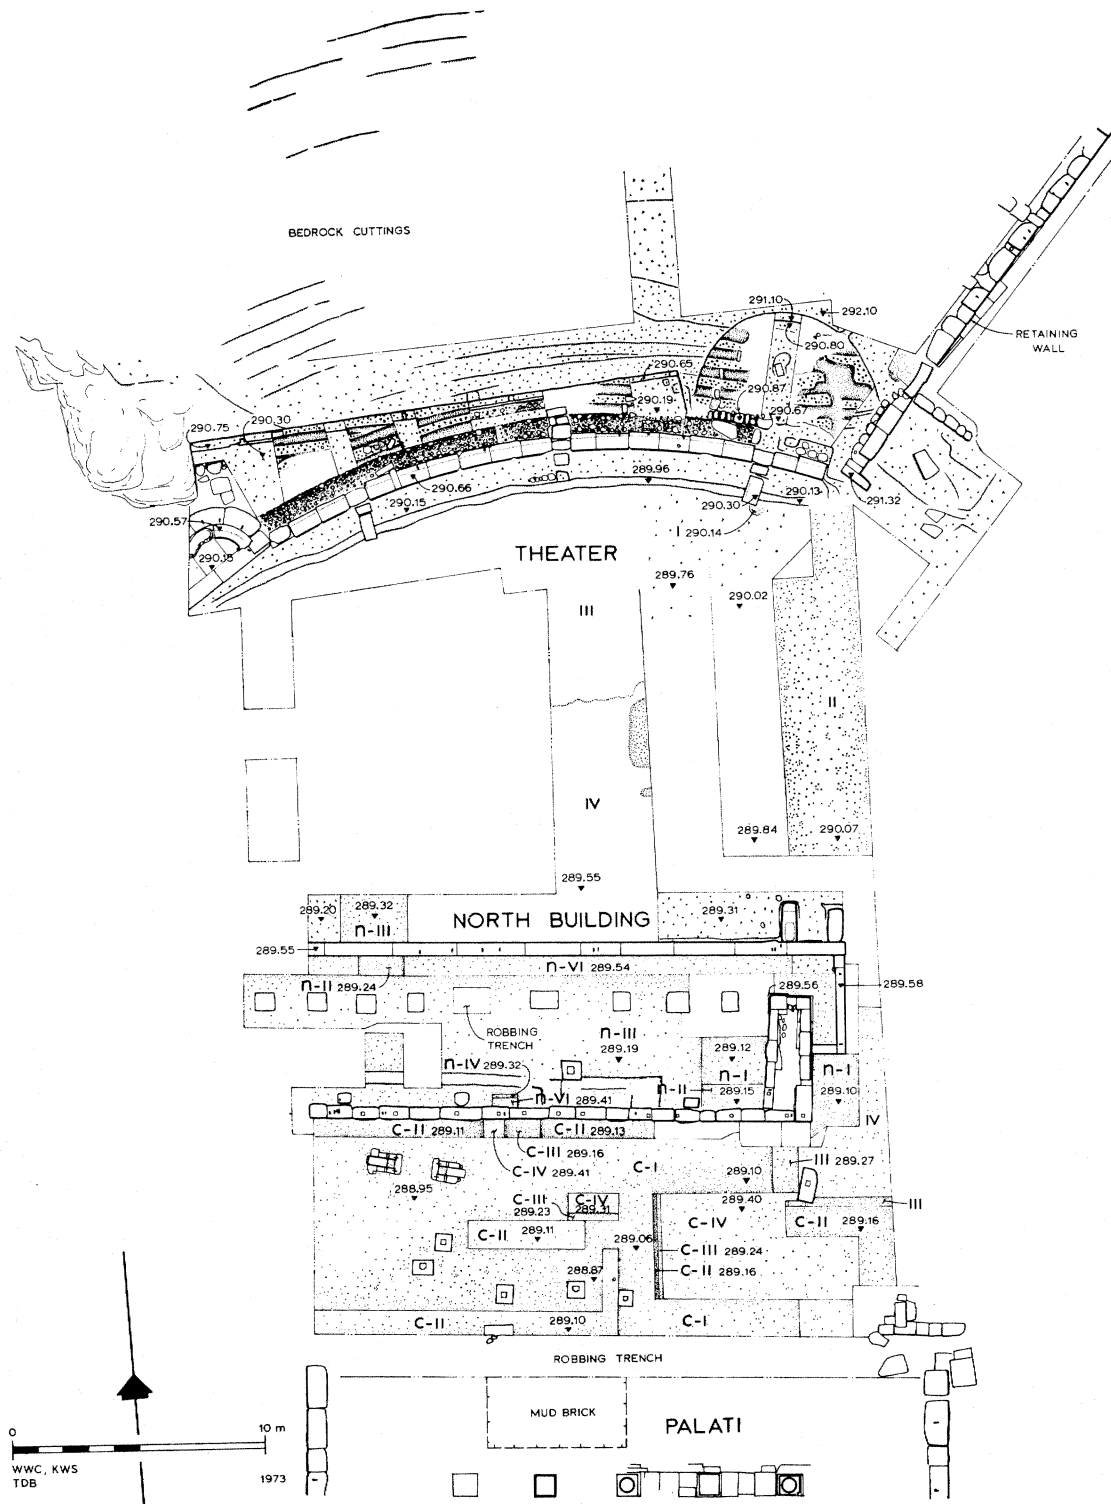 BEDROCK CUTTINGS
291.10
292.10
290.80
RETAINING
WALL
290.65
290.87
290.19
290.67
290.30
290.75
289.96
290.66
290.15
290.13
291.32
290.30
290.57
I 290.14
290.15
THEATER
289.76
290.02
III
II
IV
289.84
290.07
289.55
289.20
289.32
n-III
NORTH BUILDING
289.31
289.55
n-VI 289.54
n-II 289.24
289.56
289.58
ROBBING
TRENCH
n-III
289.19
289.12
n-I
n-IV 289.32
n-II
289.15
n-I
289.10
n-VI 289.41
IV
C-II 289.11
C-II 289.13
C-III 289.16
C-IV 289.41
C-I
289.10
III 289.27
288.95
C-III
289.23
C-IV
289.31
289.40
C-IV
III
C-II 289.16
C-II 289.11
289.06
C-III 289.24
C-II 289.16
288.87
C-II
289.10
C-I
ROBBING TRENCH
MUD BRICK
PALATI
0
10 m
WWC, KWS
TDB
1973